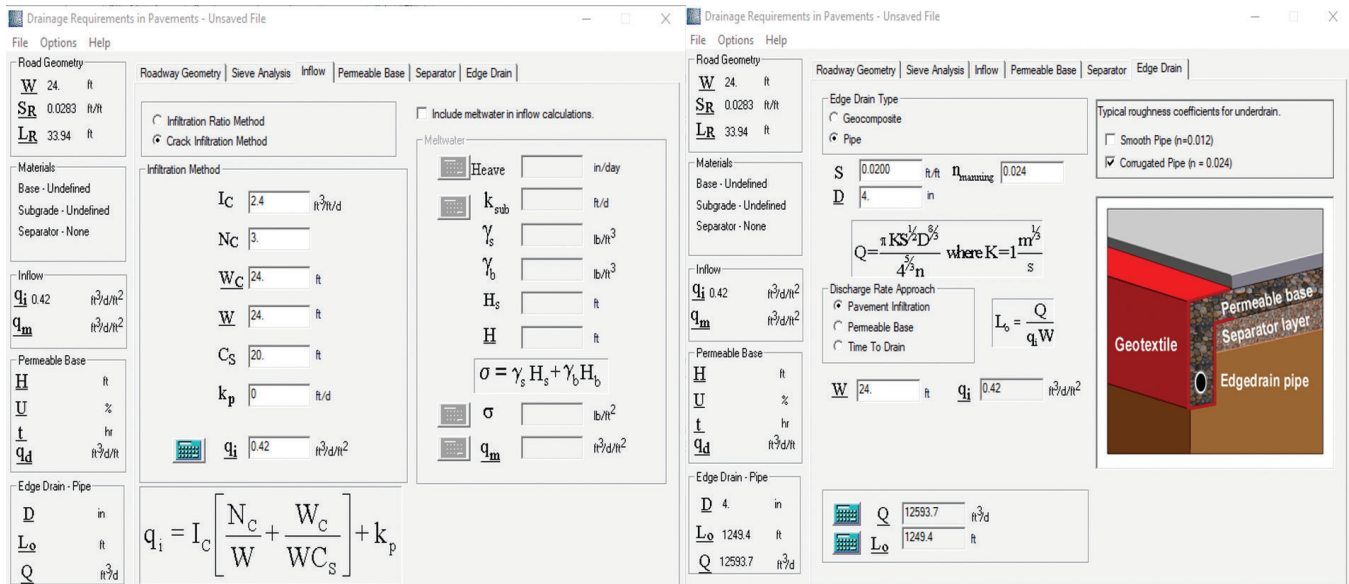 Drainage Requirements in Pavements - Unsaved File
File Options Help
Road Geometry
W 24. ft
SR 0.0283 ft/ft
LR 33.94 ft
Materials
Base - Undefined
Subgrade - Undefined
Separator - None
Inflow
qi 0.42 ft³/d/ft²
qm ft³/d/ft²
Permeable Base
H ft
U %
t hr
qd ft³/d/ft
Edge Drain - Pipe
D in
Lo ft
Q ft³/d
Roadway Geometry Sieve Analysis Inflow Permeable Base Separator Edge Drain
Infiltration Ratio Method
Crack Infiltration Method
Infiltration Method
IC 2.4 ft³/ft/d
NC 3.
WC 24. ft
W 24. ft
CS 20. ft
kp 0 ft/d
qi 0.42 ft³/d/ft²
qi = IC [NC/W + WC/WCS] + kp
Include meltwater in inflow calculations.
Meltwater
Heave in/day
ksub ft/d
γs lb/ft³
γb lb/ft³
Hs ft
H ft
σ = γs Hs + γb Hb
σ lb/ft²
qm ft³/d/ft²
Drainage Requirements in Pavements - Unsaved File
File Options Help
Road Geometry
W 24. ft
SR 0.0283 ft/ft
LR 33.94 ft
Materials
Base - Undefined
Subgrade - Undefined
Separator - None
Inflow
qi 0.42 ft³/d/ft²
qm ft³/d/ft²
Permeable Base
H ft
U %
t hr
qd ft³/d/ft
Edge Drain - Pipe
D 4. in
Lo 1249.4 ft
Q 12593.7 ft³/d
Roadway Geometry Sieve Analysis Inflow Permeable Base Separator Edge Drain
Edge Drain Type
Geocomposite
Pipe
S 0.0200 ft/ft nmanning 0.024
D 4. in
Q = πKS^½D^8/3 / 4^5/3 n where K=1 m^1/3 / s
Discharge Rate Approach
Pavement Infiltration
Permeable Base
Time To Drain
Lo = Q / qiW
W 24. ft qi 0.42 ft³/d/ft²
Q 12593.7 ft³/d
Lo 1249.4 ft
Typical roughness coefficients for underdrain.
Smooth Pipe (n=0.012)
Corrugated Pipe (n = 0.024)
Permeable base
Separator layer
Geotextile
Edgedrain pipe